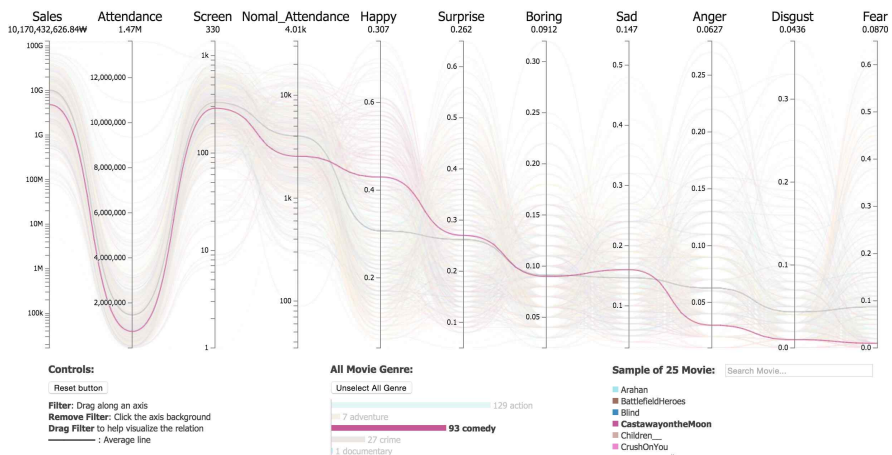 Sales Attendance Screen Nomal_Attendance Happy Surprise Boring Sad Anger Disgust Fear
10,170,432,626.84₩ 1.47M 330 4.01k 0.307 0.262 0.0912 0.147 0.0627 0.0436 0.0870
100G
10G
1G
100M
10M
1M
100k
12,000,000
10,000,000
8,000,000
6,000,000
4,000,000
2,000,000
1k
100
10
1
10k
1k
100
0.6
0.4
0.2
0.6
0.5
0.4
0.3
0.2
0.1
0.30
0.25
0.20
0.15
0.10
0.05
0.5
0.4
0.3
0.2
0.1
0.25
0.20
0.15
0.10
0.05
0.3
0.2
0.1
0.0
0.6
0.5
0.4
0.3
0.2
0.1
0.0
Controls:
Reset button
Filter: Drag along an axis
Remove Filter: Click the axis background
Drag Filter to help visualize the relation
: Average line
All Movie Genre:
Unselect All Genre
129 action
7 adventure
93 comedy
27 crime
1 documentary
Sample of 25 Movie: Search Movie...
Arahan
BattlefieldHeroes
Blind
CastawayontheMoon
Children__
CrushOnYou